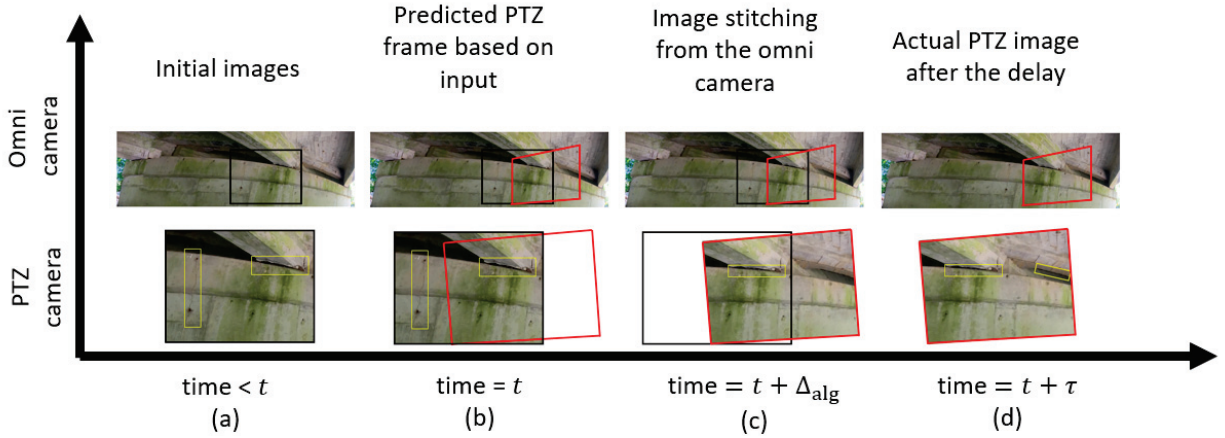 Initial images
Predicted PTZ
frame based on
input
Image stitching
from the omni
camera
Actual PTZ image
after the delay
Omni
camera
PTZ
camera
time < t
(a)
time = t
(b)
time = t + Δ_alg
(c)
time = t + τ
(d)